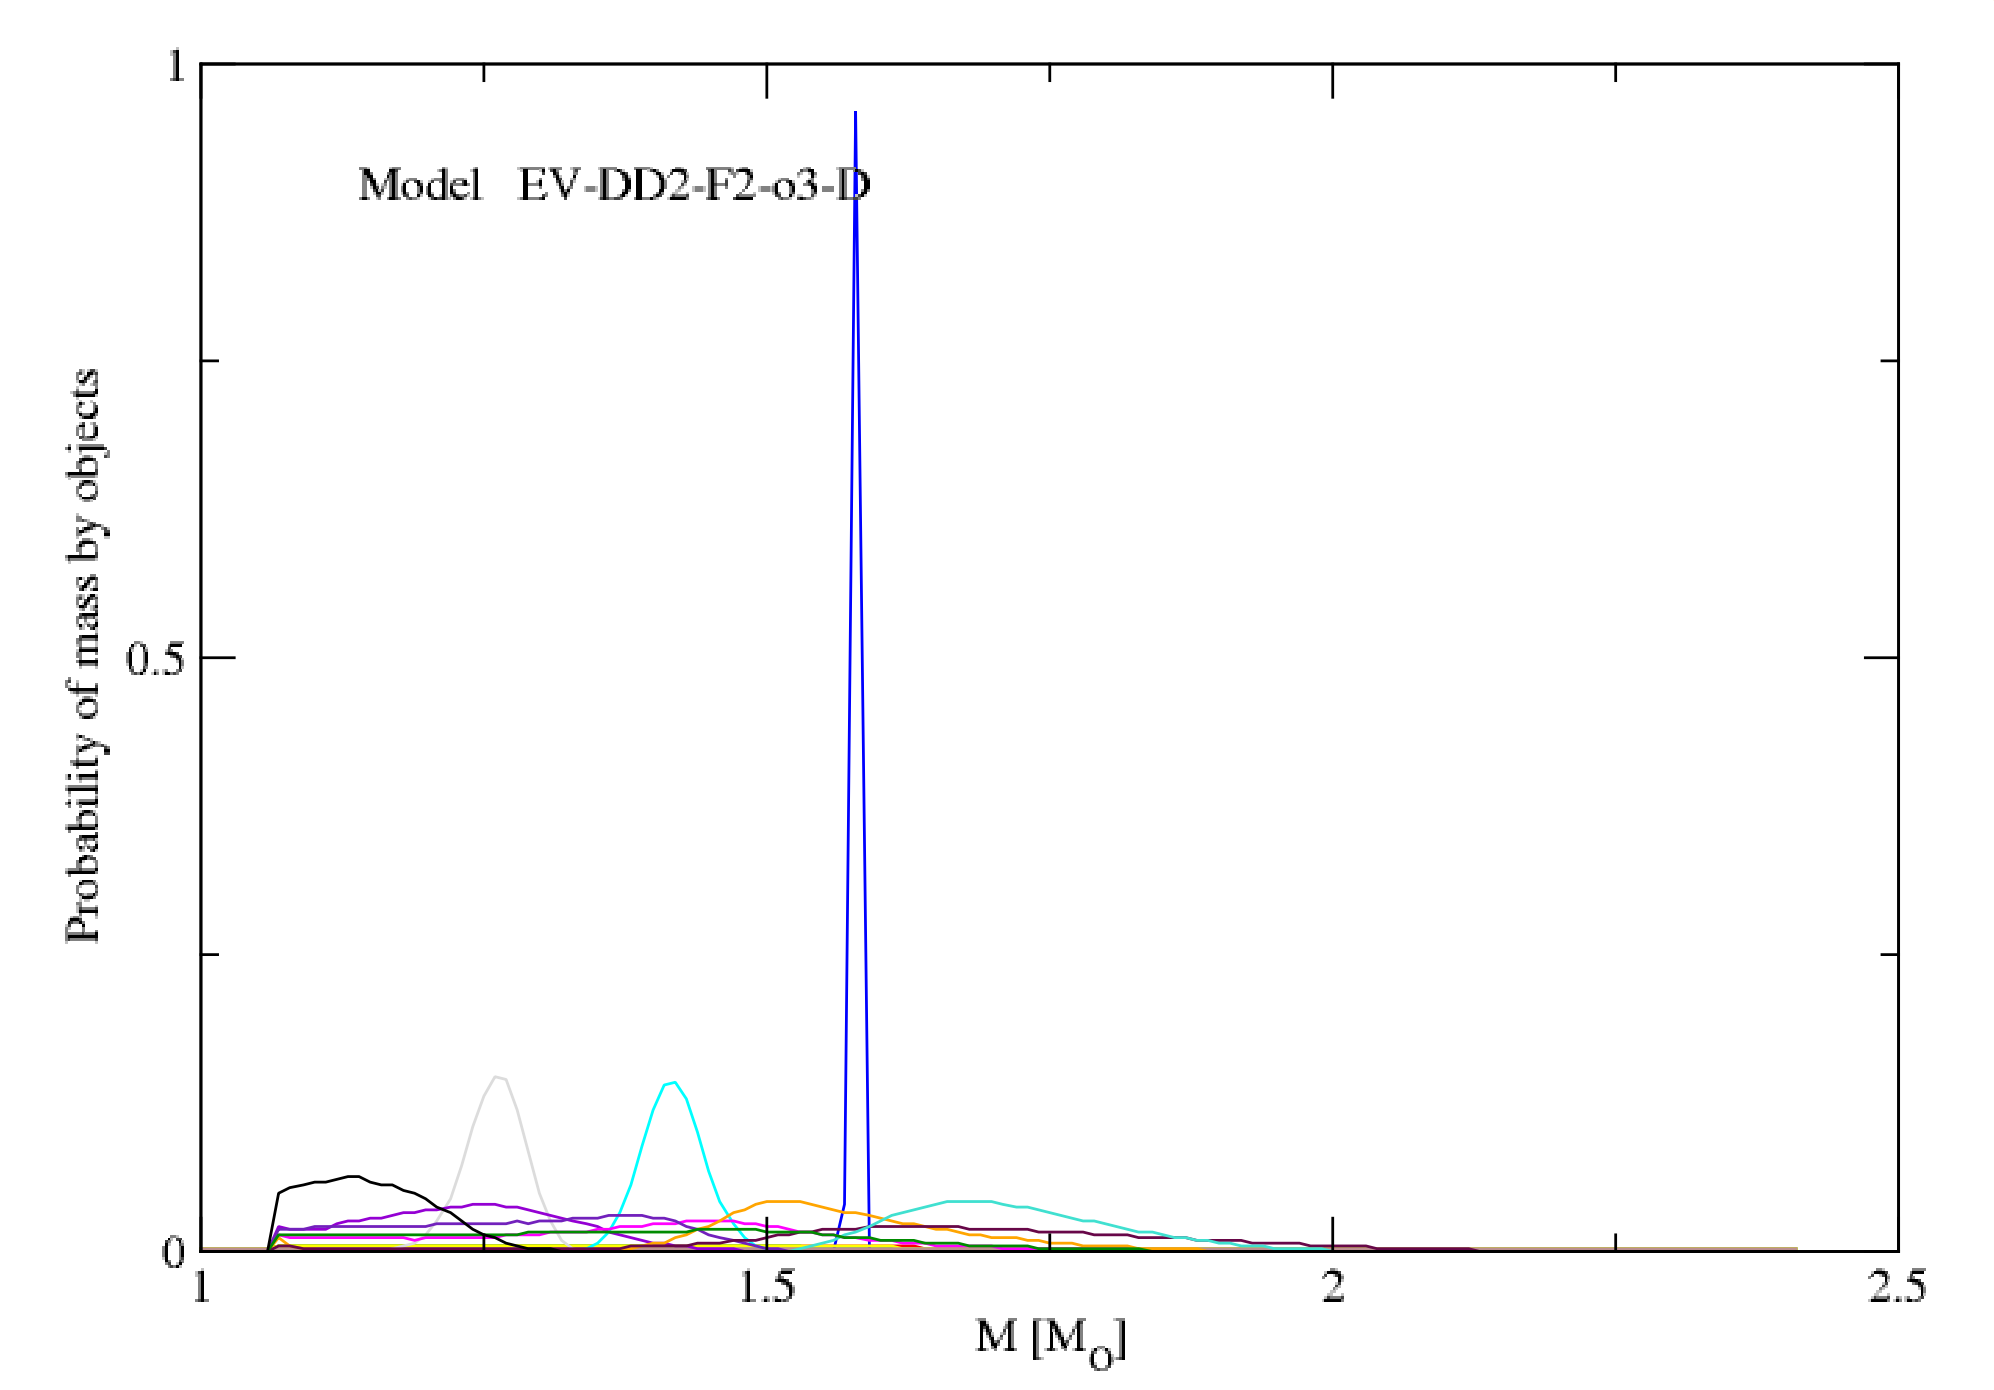 1
Model EV-DD2-F2-o3-D
Probability of mass by objects
0.5
0
1 1.5 2 2.5
M [M_O]